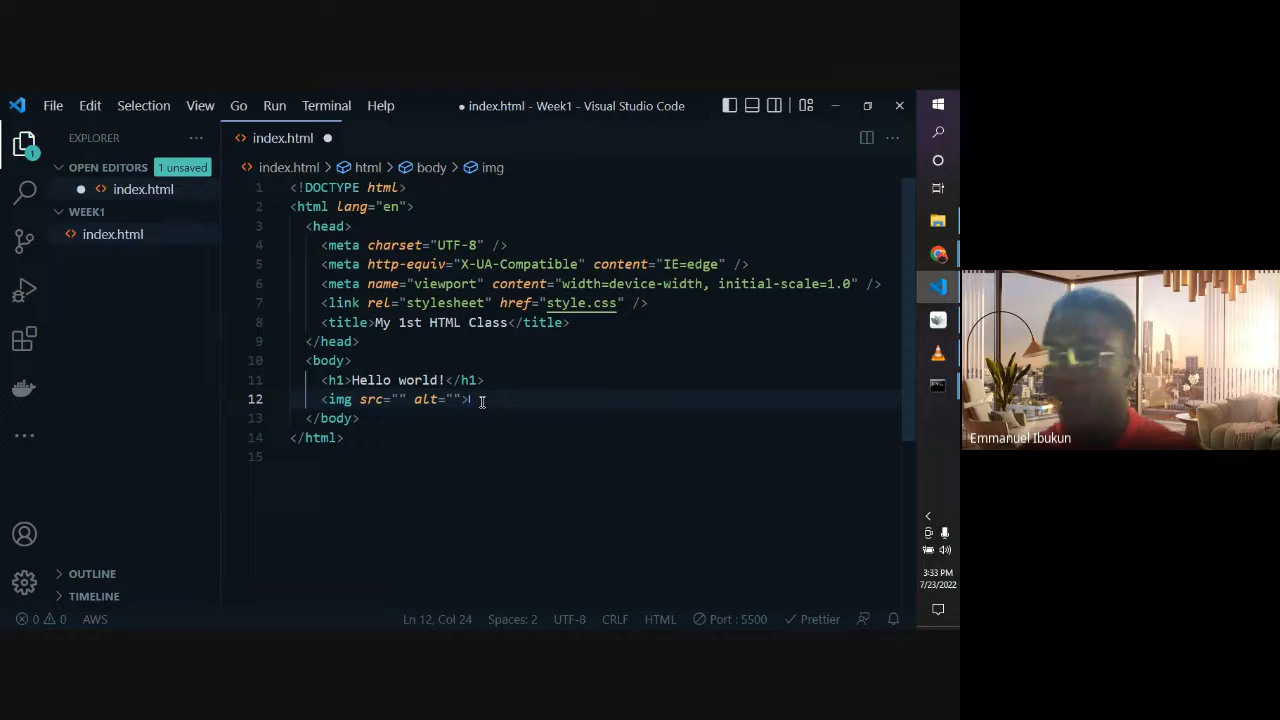 File Edit Selection View Go Run Terminal Help
● index.html - Week1 - Visual Studio Code
EXPLORER
index.html
OPEN EDITORS 1 unsaved
index.html
WEEK1
index.html
1
index.html > html > body > img
1 <!DOCTYPE html>
2 <html lang="en">
3 <head>
4 <meta charset="UTF-8" />
5 <meta http-equiv="X-UA-Compatible" content="IE=edge" />
6 <meta name="viewport" content="width=device-width, initial-scale=1.0" />
7 <link rel="stylesheet" href="style.css" />
8 <title>My 1st HTML Class</title>
9 </head>
10 <body>
11 <h1>Hello world!</h1>
12 <img src="" alt="">
13 </body>
14 </html>
15
OUTLINE
TIMELINE
0 0 AWS
Ln 12, Col 24 Spaces: 2 UTF-8 CRLF HTML Port : 5500 Prettier
3:33 PM
7/23/2022
Emmanuel Ibukun